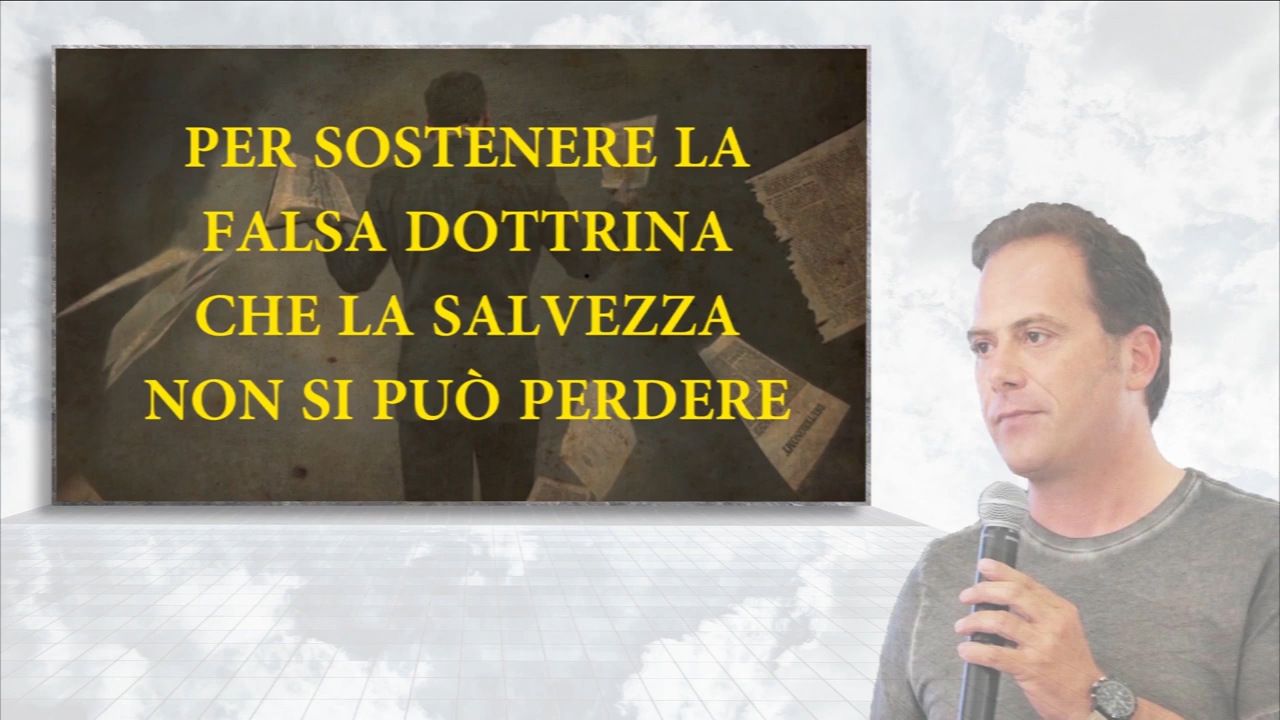 PER SOSTENERE LA
FALSA DOTTRINA
CHE LA SALVEZZA
NON SI PUÒ PERDERE